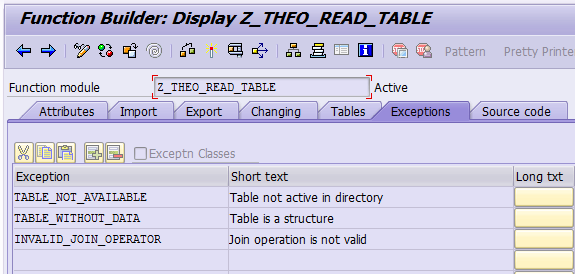 Function Builder: Display Z_THEO_READ_TABLE
Pattern Pretty Printe
Function module Z_THEO_READ_TABLE Active
Attributes Import Export Changing Tables Exceptions Source code
Exceptn Classes
Exception Short text Long txt
TABLE_NOT_AVAILABLE Table not active in directory
TABLE_WITHOUT_DATA Table is a structure
INVALID_JOIN_OPERATOR Join operation is not valid